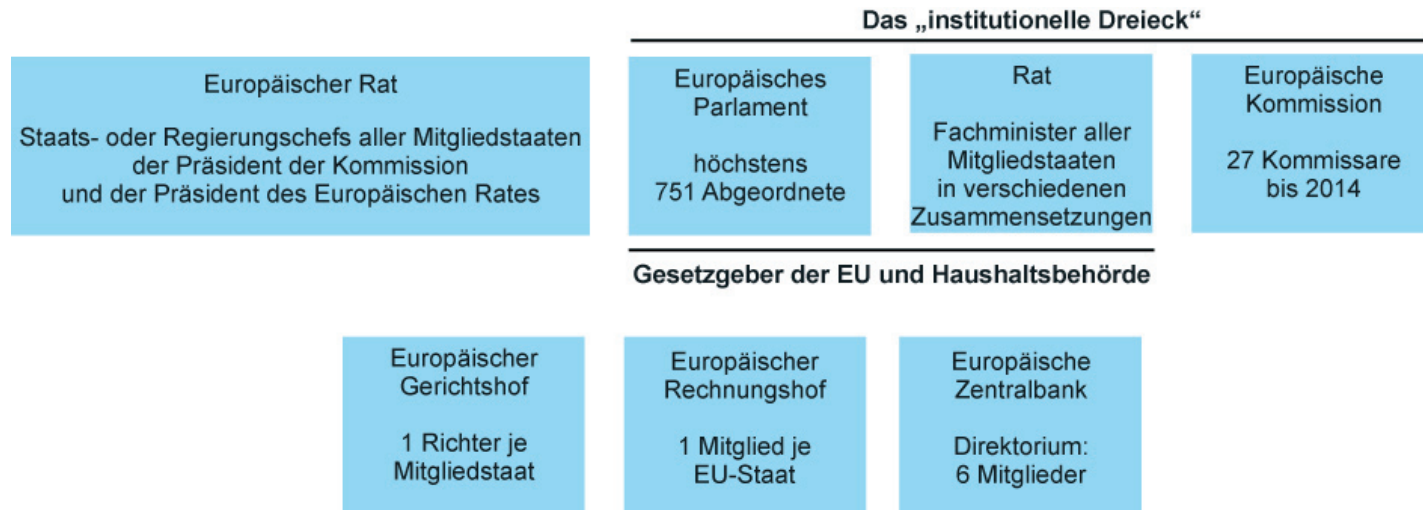 Das „institutionelle Dreieck“
Europäischer Rat
Staats- oder Regierungschefs aller Mitgliedstaaten
der Präsident der Kommission
und der Präsident des Europäischen Rates
Europäisches
Parlament
höchstens
751 Abgeordnete
Rat
Fachminister aller
Mitgliedstaaten
in verschiedenen
Zusammensetzungen
Europäische
Kommission
27 Kommissare
bis 2014
Gesetzgeber der EU und Haushaltsbehörde
Europäischer
Gerichtshof
1 Richter je
Mitgliedstaat
Europäischer
Rechnungshof
1 Mitglied je
EU-Staat
Europäische
Zentralbank
Direktorium:
6 Mitglieder